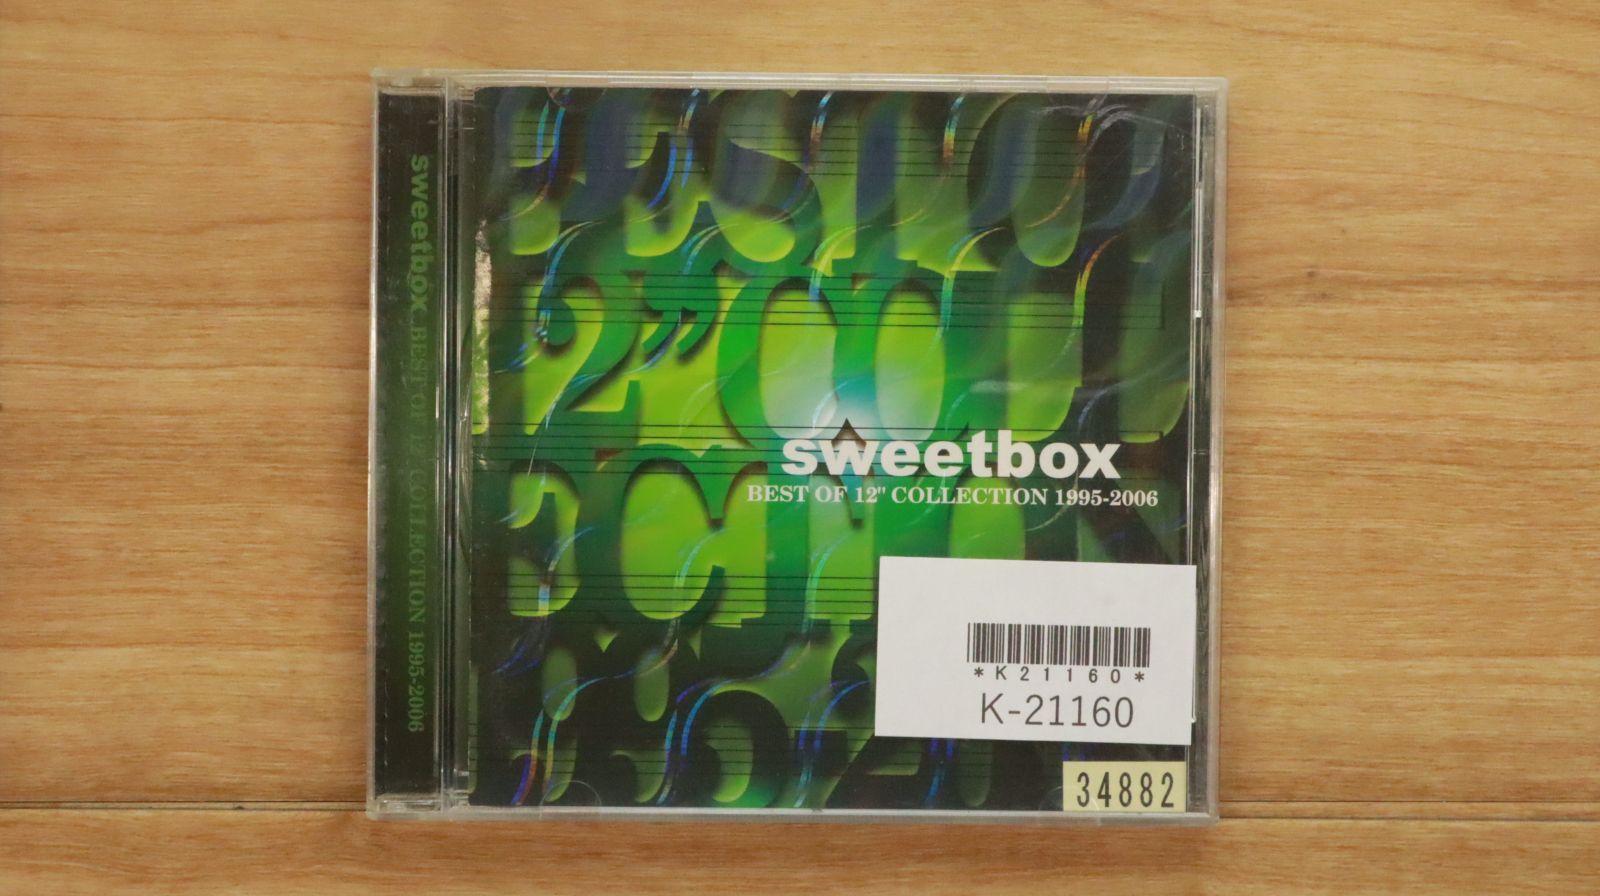 sweetbox BEST OF 12" COLLECTION 1995-2006
sweetbox
BEST OF 12" COLLECTION 1995-2006
*K21160*
K-21160
34882